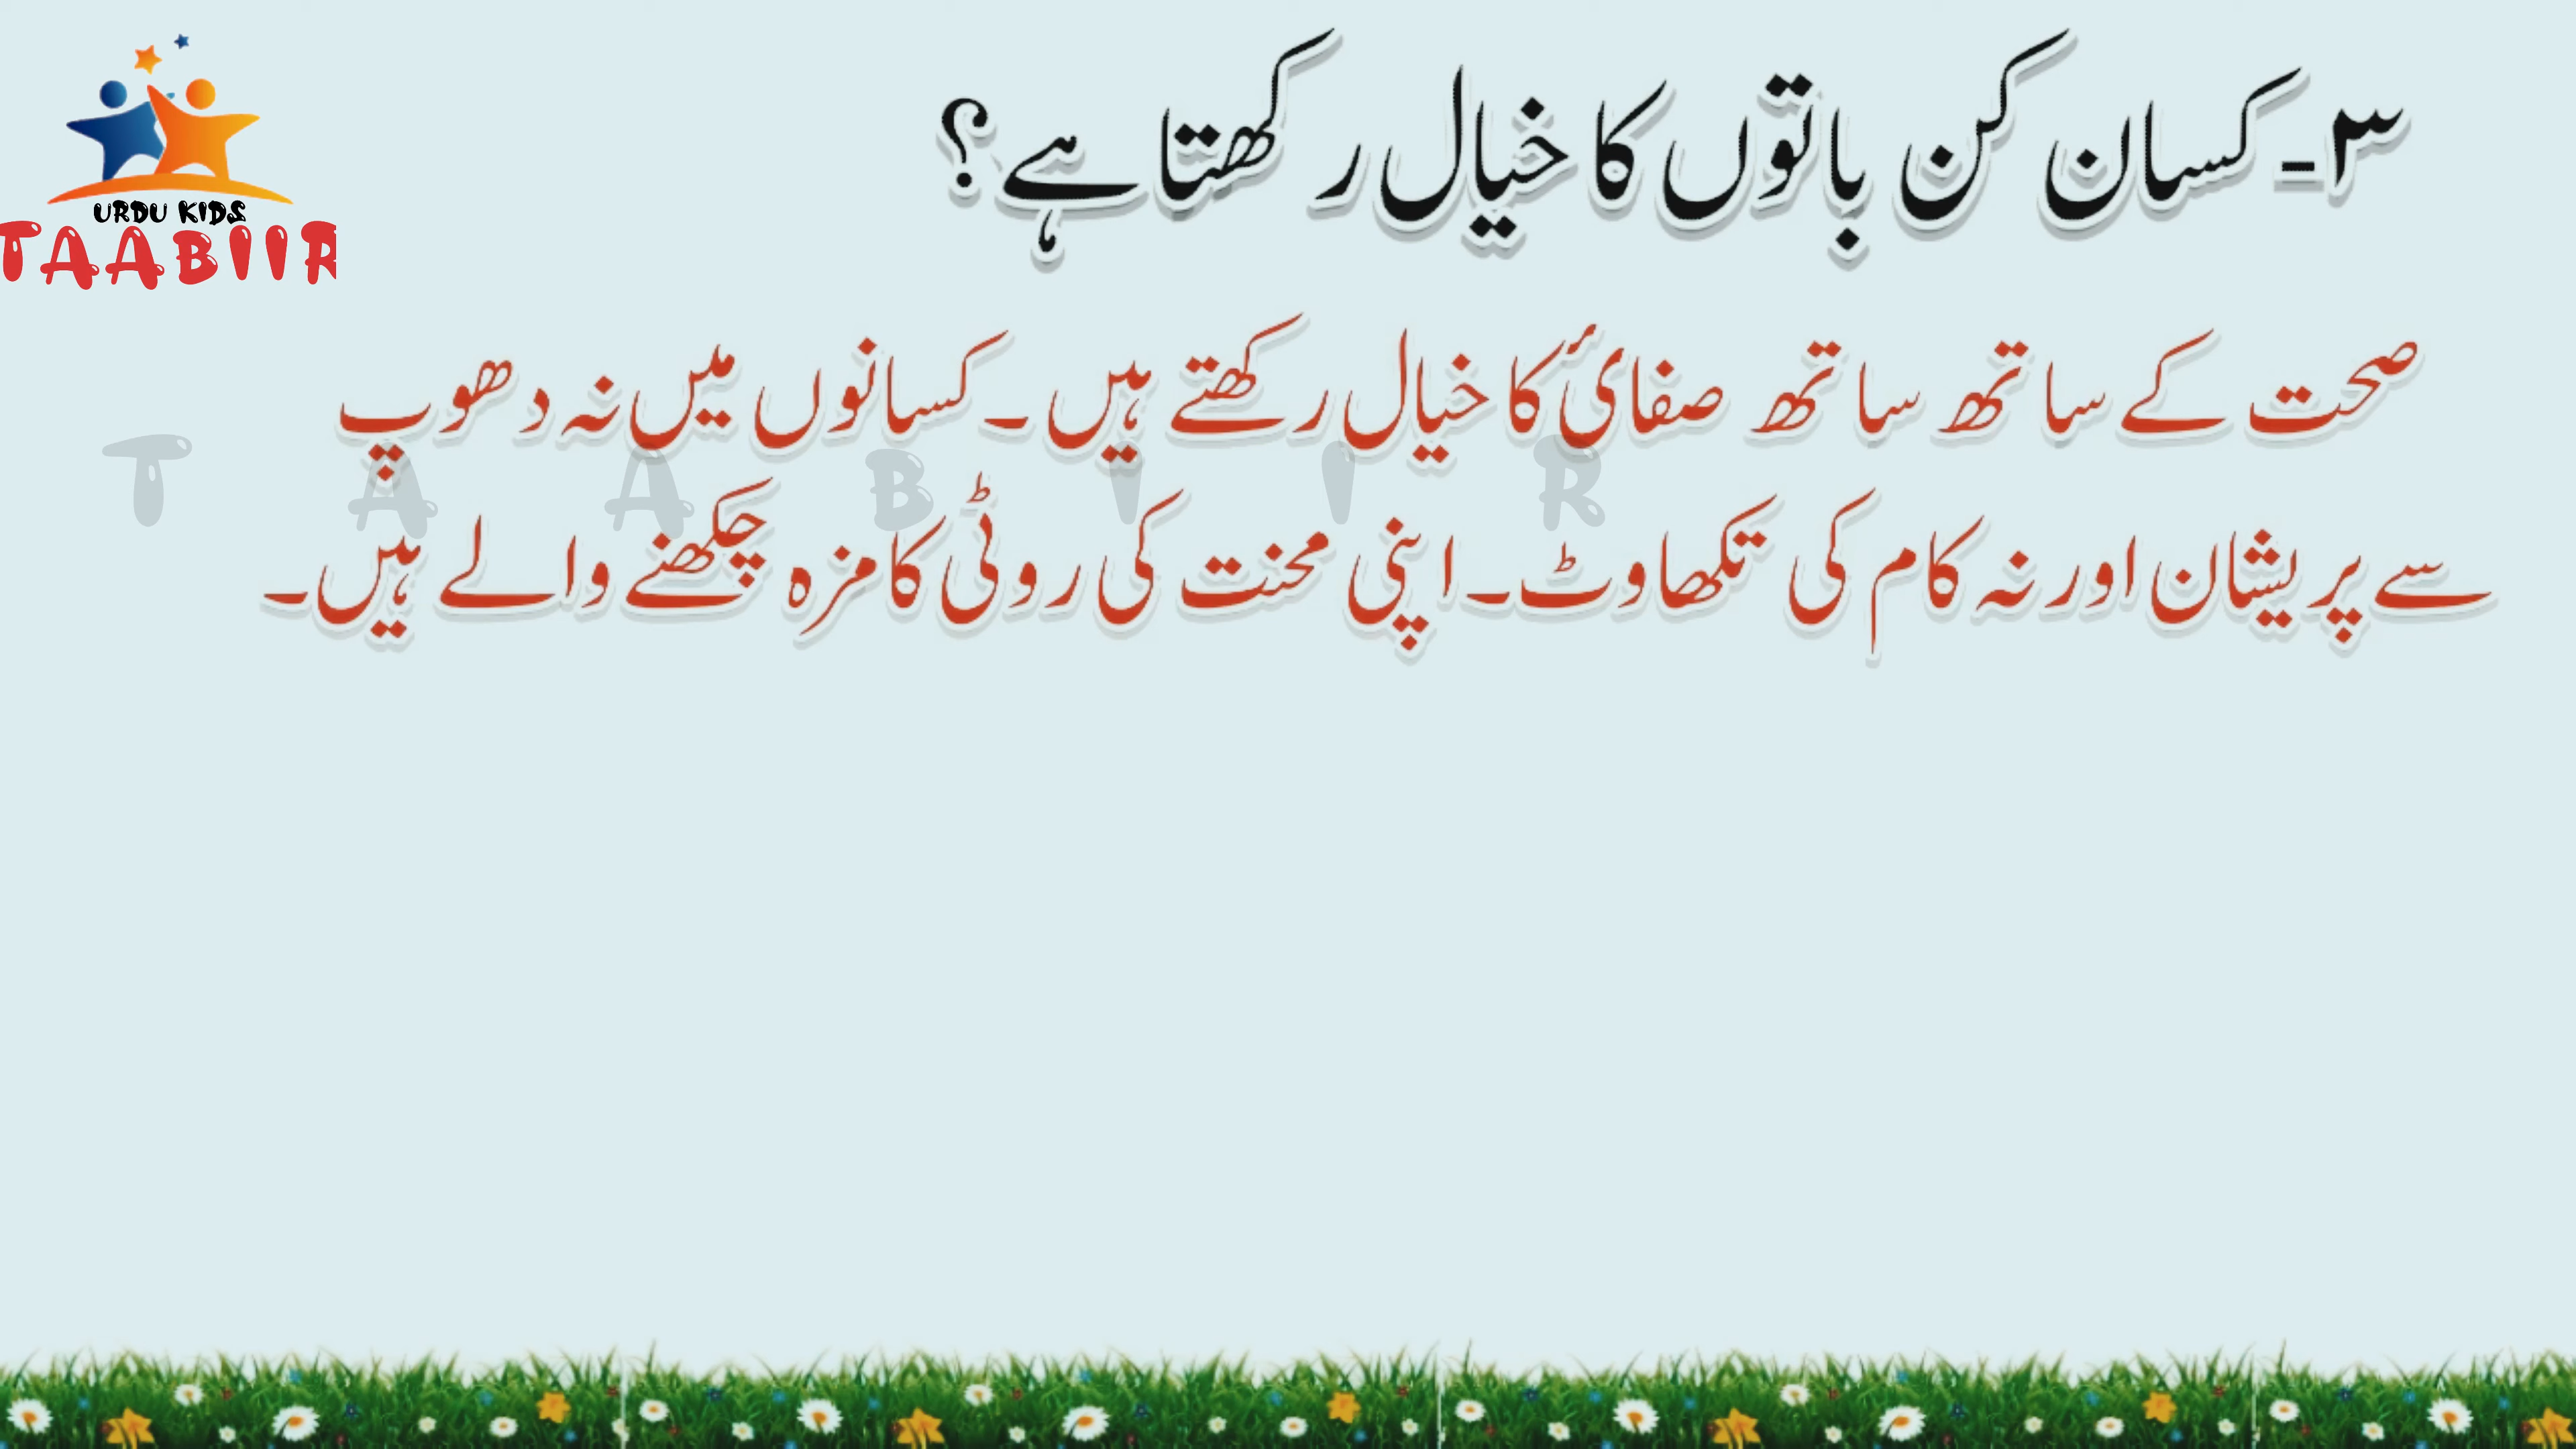 ۳۔ کسان کن باتوں کا خیال رکھتا ہے؟
URDU KIDS
TAABIIR
صحت کے ساتھ ساتھ صفائ کا خیال رکھتے ہیں۔ کسانوں میں نہ دھوپ
T A A B I I R
سے پریشان اور نہ کام کی تکھاوٹ۔ اپنی محنت کی روٹی کا مزہ چکھنے والے ہیں۔